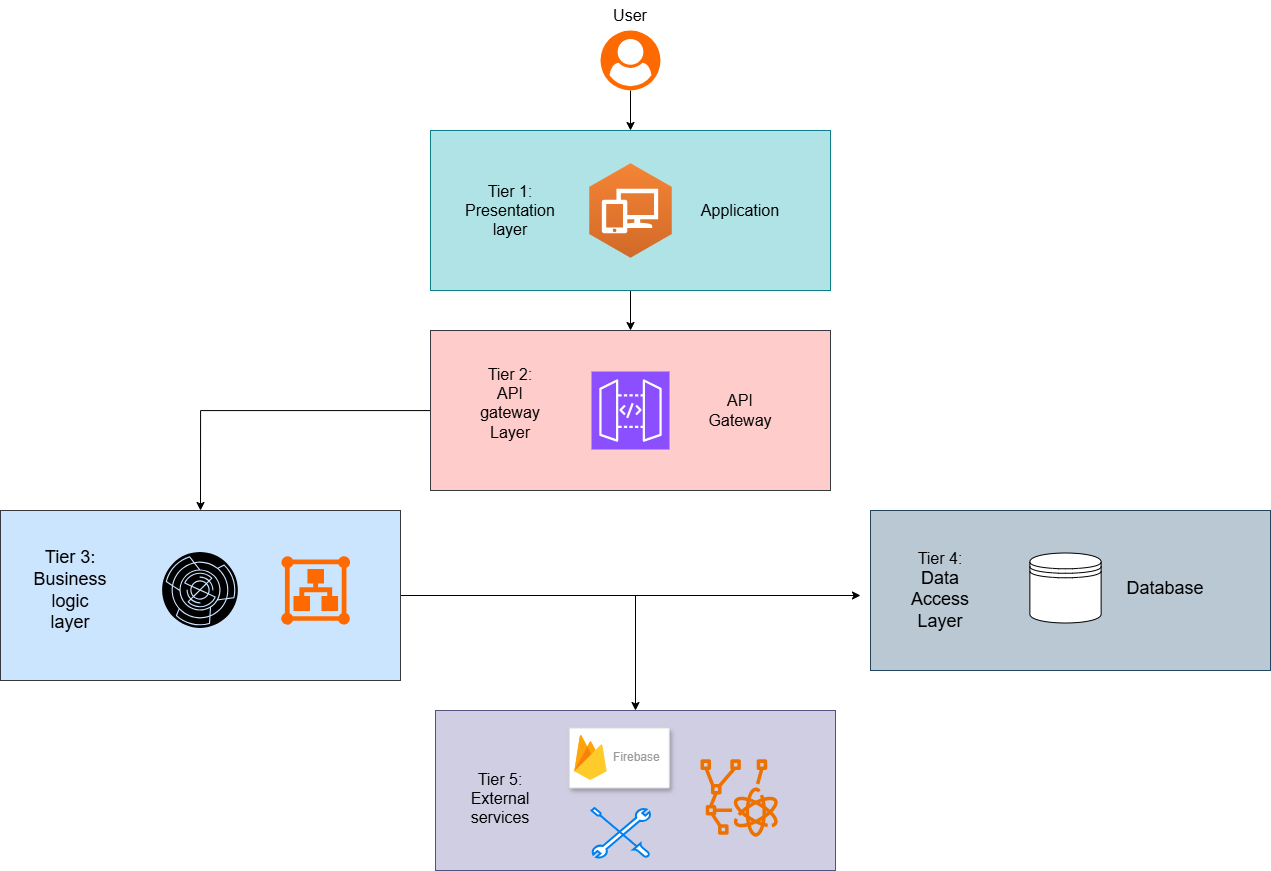 User
Tier 1:
Presentation
layer
Application
Tier 2:
API
gateway
Layer
API
Gateway
Tier 3:
Business
logic
layer
Tier 4:
Data
Access
Layer
Database
Tier 5:
External
services
Firebase